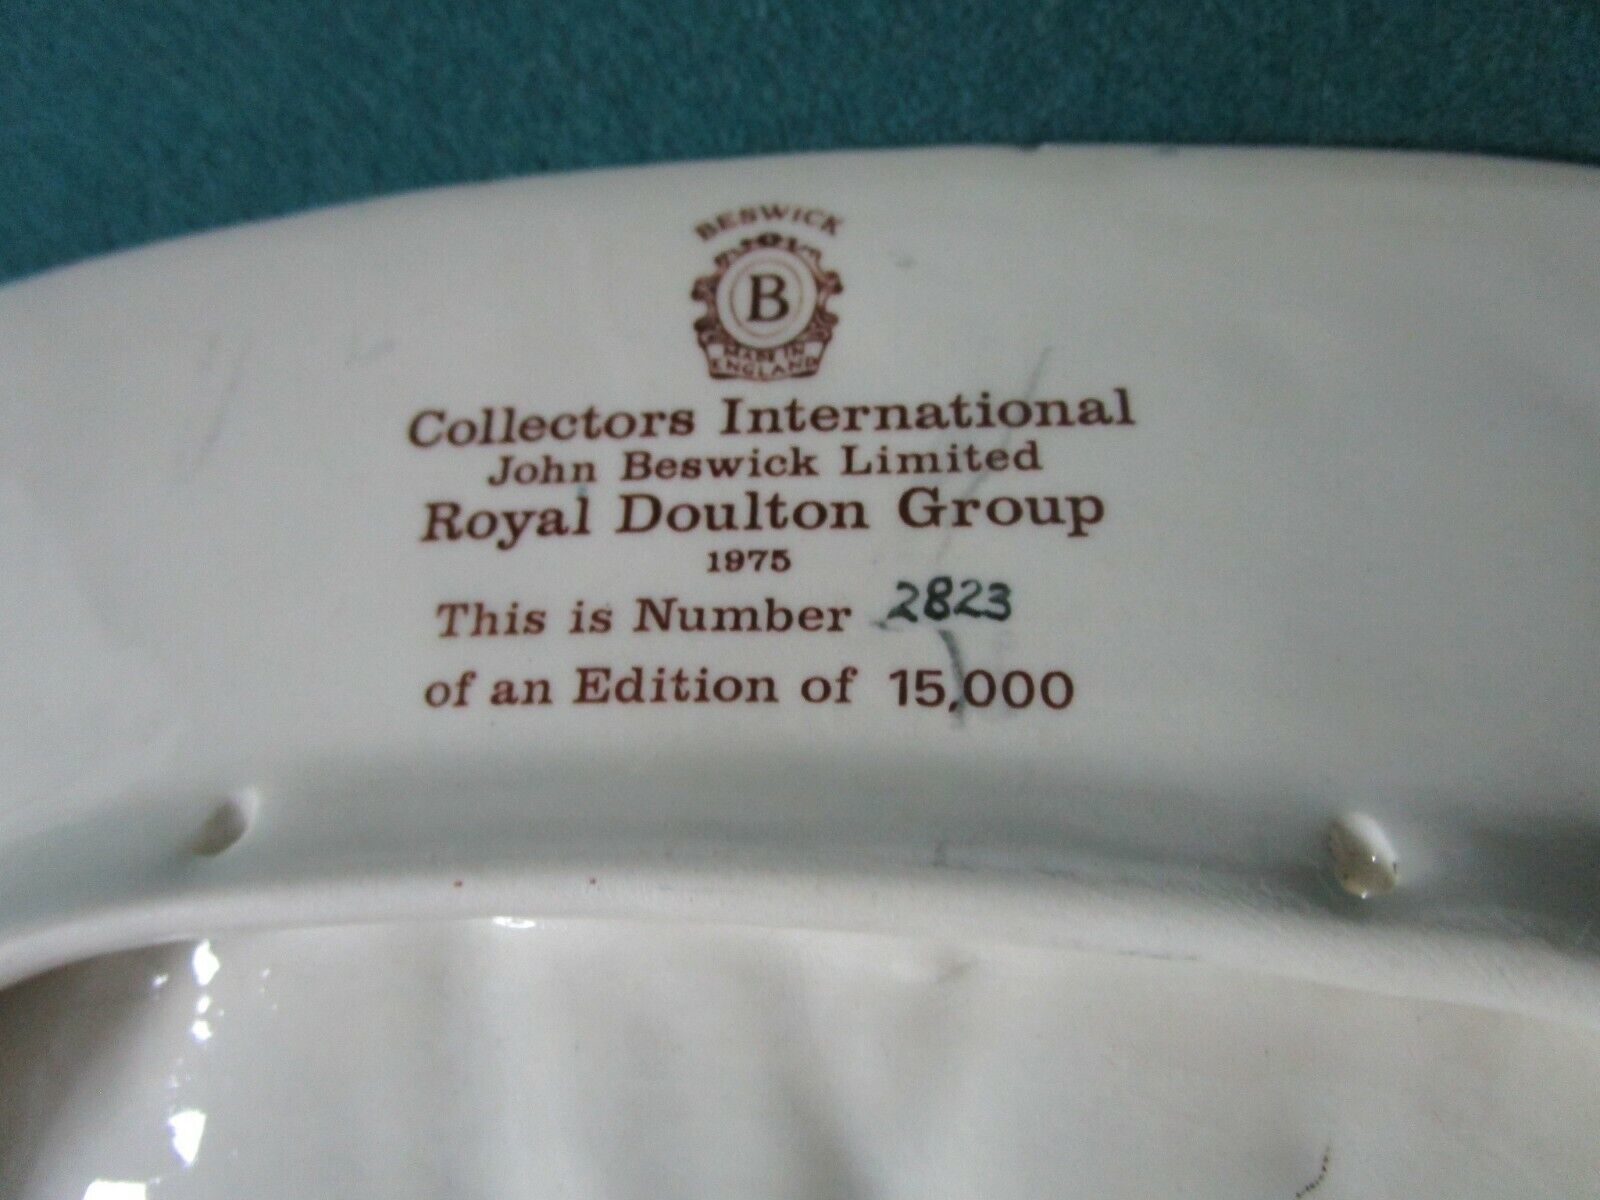 BESWICK
B
MADE IN
ENGLAND
Collectors International
John Beswick Limited
Royal Doulton Group
1975
This is Number 2823
of an Edition of 15,000